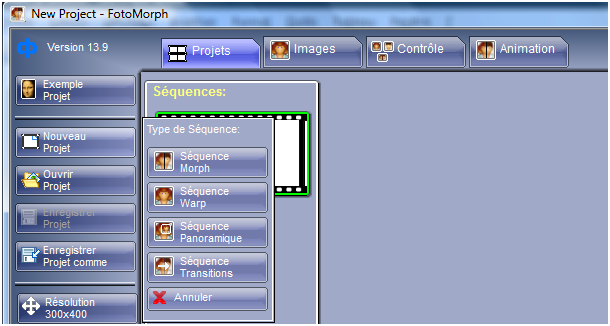 New Project - FotoMorph
Version 13.9
Projets
Images
Contrôle
Animation
Exemple
Projet
Nouveau
Projet
Ouvrir
Projet
Enregistrer
Projet
Enregistrer
Projet comme
Résolution
300x400
Séquences:
Type de Séquence:
Séquence
Morph
Séquence
Warp
Séquence
Panoramique
Séquence
Transitions
Annuler